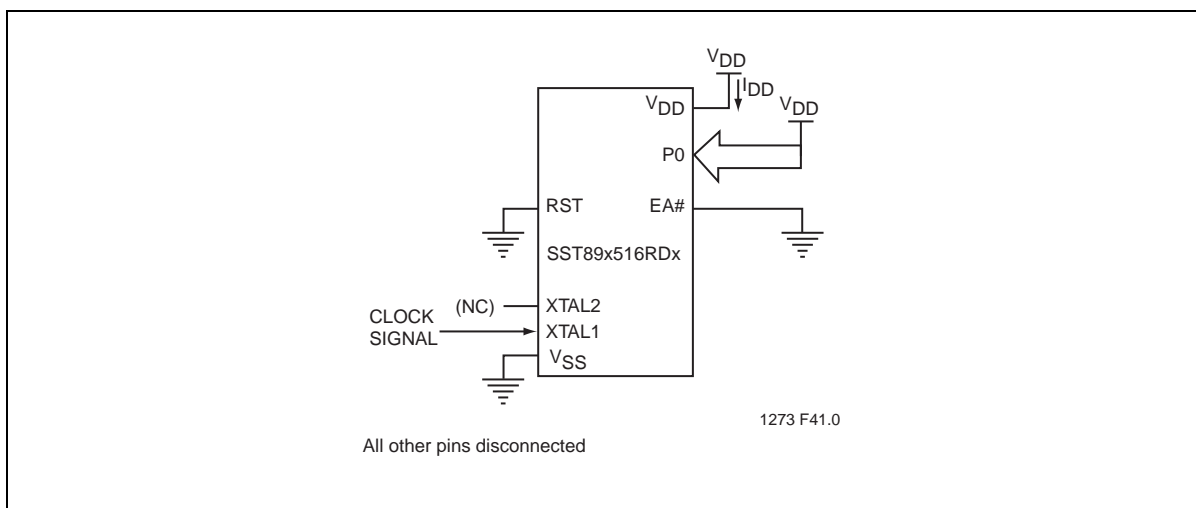 VDD
IDD
VDD
VDD
P0
RST EA#
SST89x516RDx
(NC) XTAL2
CLOCK
SIGNAL
XTAL1
VSS
1273 F41.0
All other pins disconnected